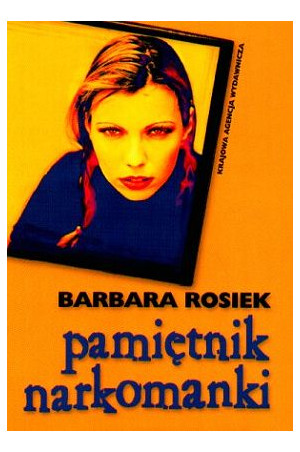 KRAJOWA AGENCJA WYDAWNICZA
BARBARA ROSIEK
pamiętnik
narkomanki